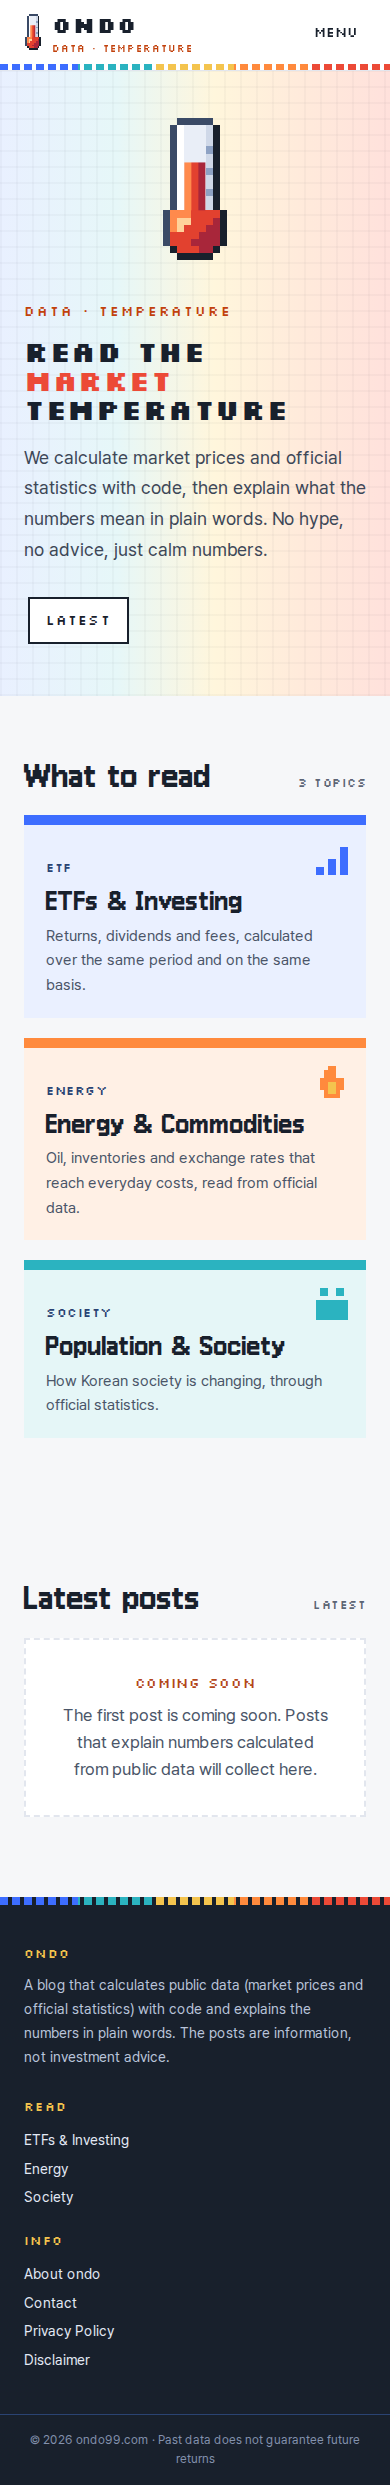 ONDO
DATA · TEMPERATURE
MENU
DATA · TEMPERATURE
READ THE
MARKET
TEMPERATURE
We calculate market prices and official
statistics with code, then explain what the
numbers mean in plain words. No hype,
no advice, just calm numbers.
LATEST
What to read
3 TOPICS
ETF
ETFs & Investing
Returns, dividends and fees, calculated
over the same period and on the same
basis.
ENERGY
Energy & Commodities
Oil, inventories and exchange rates that
reach everyday costs, read from official
data.
SOCIETY
Population & Society
How Korean society is changing, through
official statistics.
Latest posts
LATEST
COMING SOON
The first post is coming soon. Posts
that explain numbers calculated
from public data will collect here.
ONDO
A blog that calculates public data (market prices and
official statistics) with code and explains the
numbers in plain words. The posts are information,
not investment advice.
READ
ETFs & Investing
Energy
Society
INFO
About ondo
Contact
Privacy Policy
Disclaimer
© 2026 ondo99.com · Past data does not guarantee future
returns